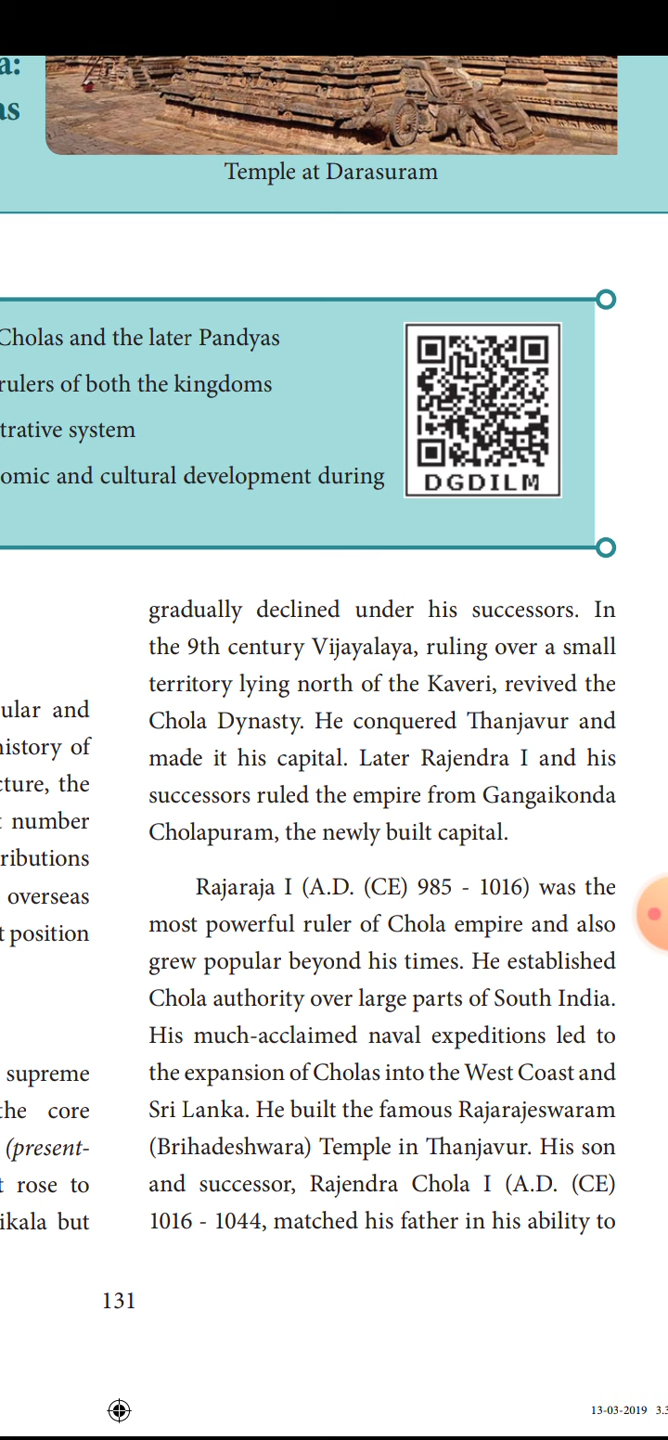 a:
as
Temple at Darasuram
Cholas and the later Pandyas
rulers of both the kingdoms
trative system
omic and cultural development during
DGDILM
ular and
history of
cture, the
number
ributions
overseas
t position
supreme
the core
(present-
t rose to
ikala but
gradually declined under his successors. In
the 9th century Vijayalaya, ruling over a small
territory lying north of the Kaveri, revived the
Chola Dynasty. He conquered Thanjavur and
made it his capital. Later Rajendra I and his
successors ruled the empire from Gangaikonda
Cholapuram, the newly built capital.
Rajaraja I (A.D. (CE) 985 - 1016) was the
most powerful ruler of Chola empire and also
grew popular beyond his times. He established
Chola authority over large parts of South India.
His much-acclaimed naval expeditions led to
the expansion of Cholas into the West Coast and
Sri Lanka. He built the famous Rajarajeswaram
(Brihadeshwara) Temple in Thanjavur. His son
and successor, Rajendra Chola I (A.D. (CE)
1016 - 1044, matched his father in his ability to
131
13-03-2019 3.3